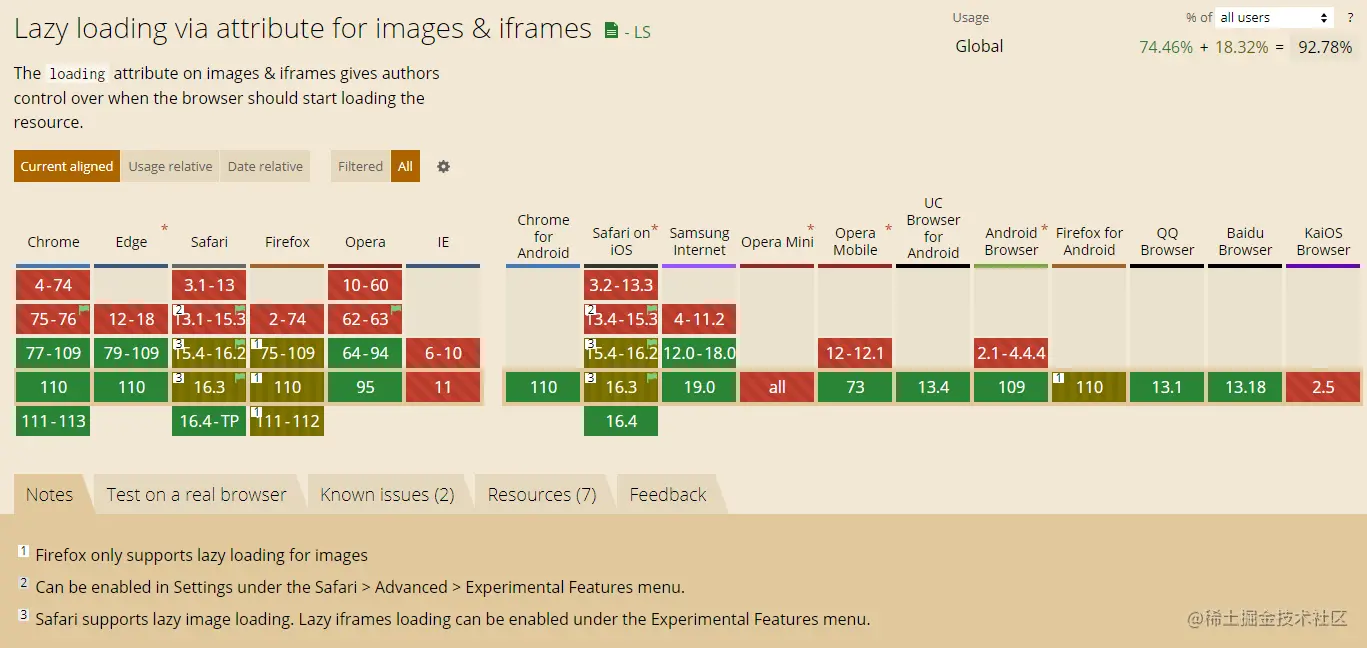 Lazy loading via attribute for images & iframes - LS
Usage % of all users ?
Global 74.46% + 18.32% = 92.78%
The loading attribute on images & iframes gives authors
control over when the browser should start loading the
resource.
Current aligned Usage relative Date relative Filtered All
Chrome Edge * Safari Firefox Opera IE Chrome for Android Safari on iOS * Samsung Internet Opera Mini * Opera Mobile * UC Browser for Android Android Browser * Firefox for Android QQ Browser Baidu Browser KaiOS Browser
4-74 3.1-13 10-60 3.2-13.3
75-76 12-18 2 13.1-15.3 2-74 62-63 2 13.4-15.3 4-11.2
77-109 79-109 3 15.4-16.2 1 75-109 64-94 6-10 3 15.4-16.2 12.0-18.0 12-12.1 2.1-4.4.4
110 110 3 16.3 1 110 95 11 110 3 16.3 19.0 all 73 13.4 109 1 110 13.1 13.18 2.5
111-113 16.4-TP 1 111-112 16.4
Notes Test on a real browser Known issues (2) Resources (7) Feedback
1 Firefox only supports lazy loading for images
2 Can be enabled in Settings under the Safari > Advanced > Experimental Features menu.
3 Safari supports lazy image loading. Lazy iframes loading can be enabled under the Experimental Features menu.
@稀土掘金技术社区